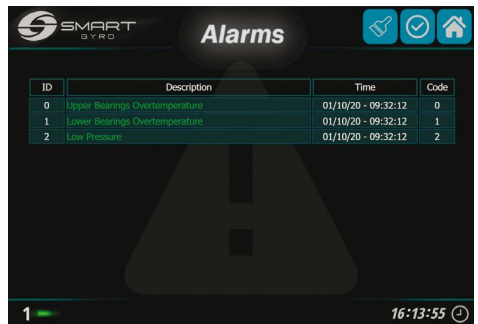 SMART
GYRO
Alarms
ID Description Time Code
0 Upper Bearings Overtemperature 01/10/20 - 09:32:12 0
1 Lower Bearings Overtemperature 01/10/20 - 09:32:12 1
2 Low Pressure 01/10/20 - 09:32:12 2
1 16:13:55